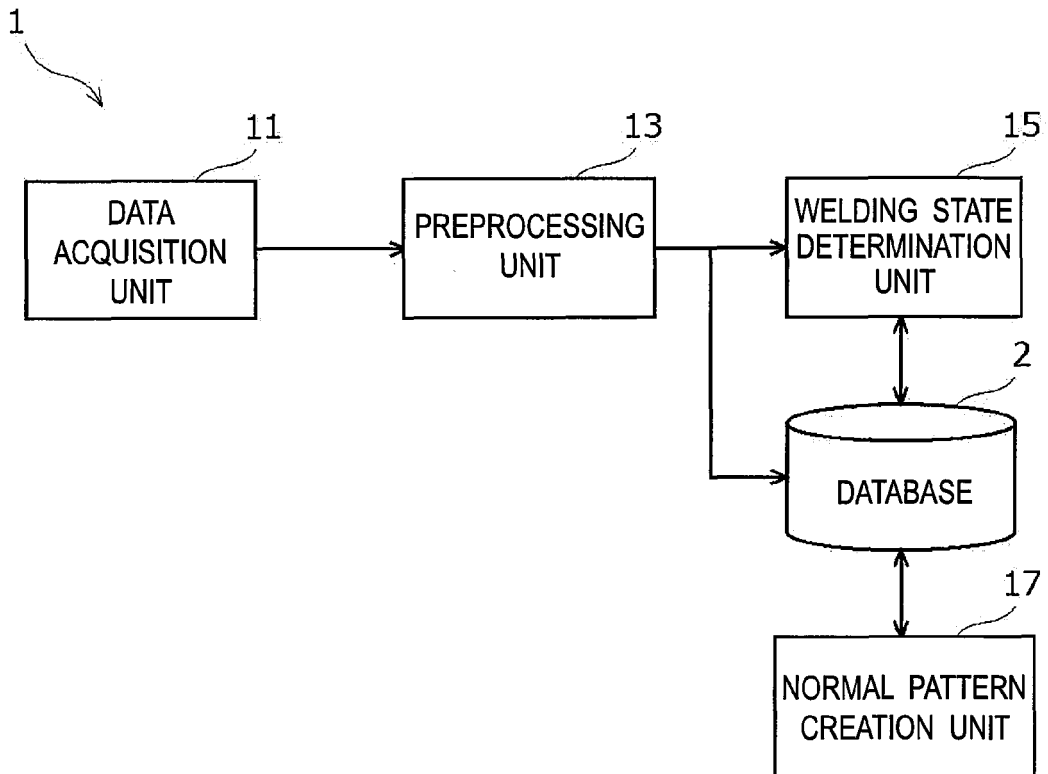 1
11
13
15
DATA
ACQUISITION
UNIT
PREPROCESSING
UNIT
WELDING STATE
DETERMINATION
UNIT
2
DATABASE
17
NORMAL PATTERN
CREATION UNIT